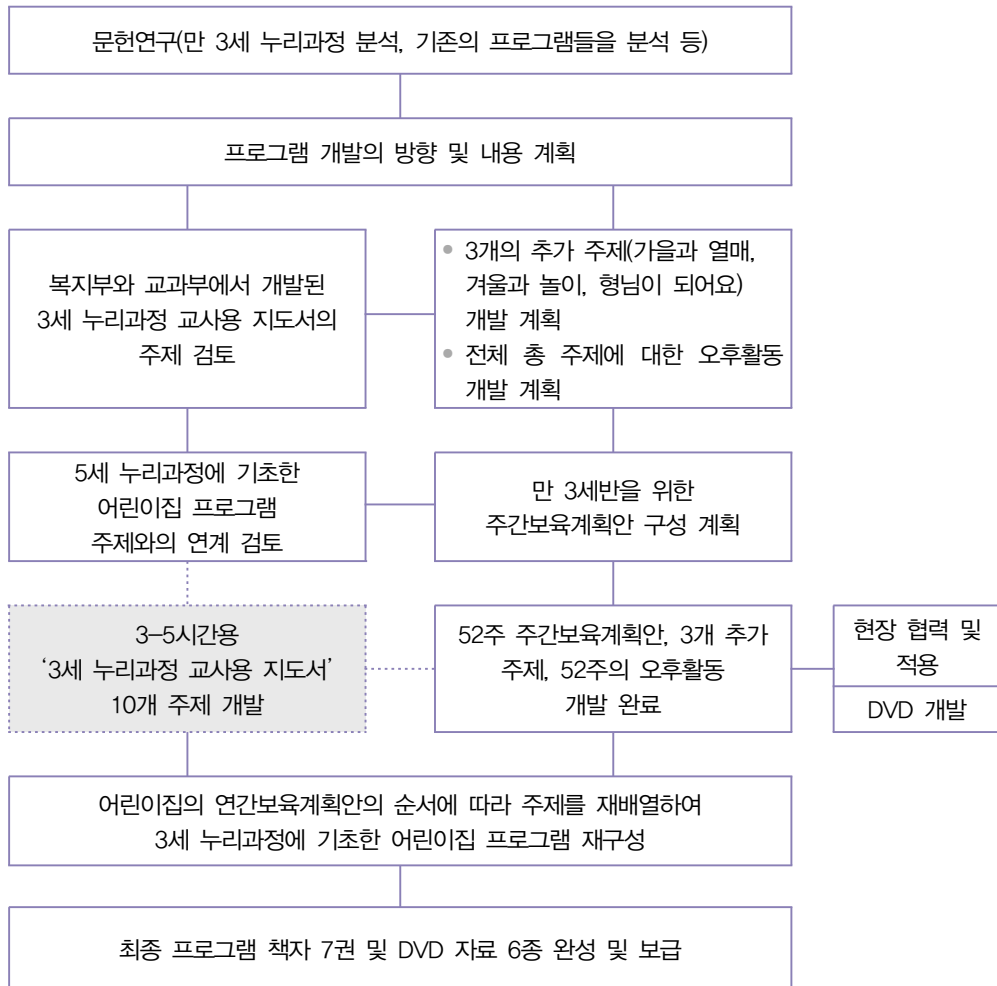 문헌연구(만 3세 누리과정 분석, 기존의 프로그램들을 분석 등)
프로그램 개발의 방향 및 내용 계획
복지부와 교과부에서 개발된
3세 누리과정 교사용 지도서의
주제 검토
• 3개의 추가 주제(가을과 열매,
겨울과 놀이, 형님이 되어요)
개발 계획
• 전체 총 주제에 대한 오후활동
개발 계획
5세 누리과정에 기초한
어린이집 프로그램
주제와의 연계 검토
만 3세반을 위한
주간보육계획안 구성 계획
3-5시간용
‘3세 누리과정 교사용 지도서’
10개 주제 개발
52주 주간보육계획안, 3개 추가
주제, 52주의 오후활동
개발 완료
현장 협력 및
적용
DVD 개발
어린이집의 연간보육계획안의 순서에 따라 주제를 재배열하여
3세 누리과정에 기초한 어린이집 프로그램 재구성
최종 프로그램 책자 7권 및 DVD 자료 6종 완성 및 보급